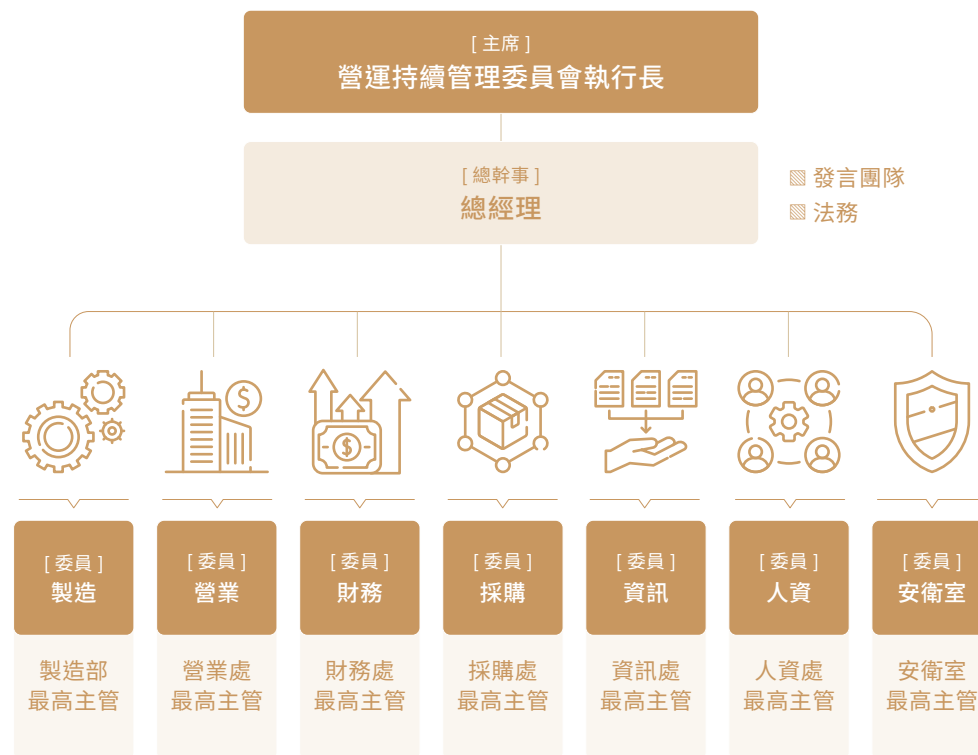 [ 主席 ]
營運持續管理委員會執行長
[ 總幹事 ]
總經理
發言團隊
法務
[ 委員 ]
製造
製造部
最高主管
[ 委員 ]
營業
營業處
最高主管
[ 委員 ]
財務
財務處
最高主管
[ 委員 ]
採購
採購處
最高主管
[ 委員 ]
資訊
資訊處
最高主管
[ 委員 ]
人資
人資處
最高主管
[ 委員 ]
安衛室
安衛室
最高主管